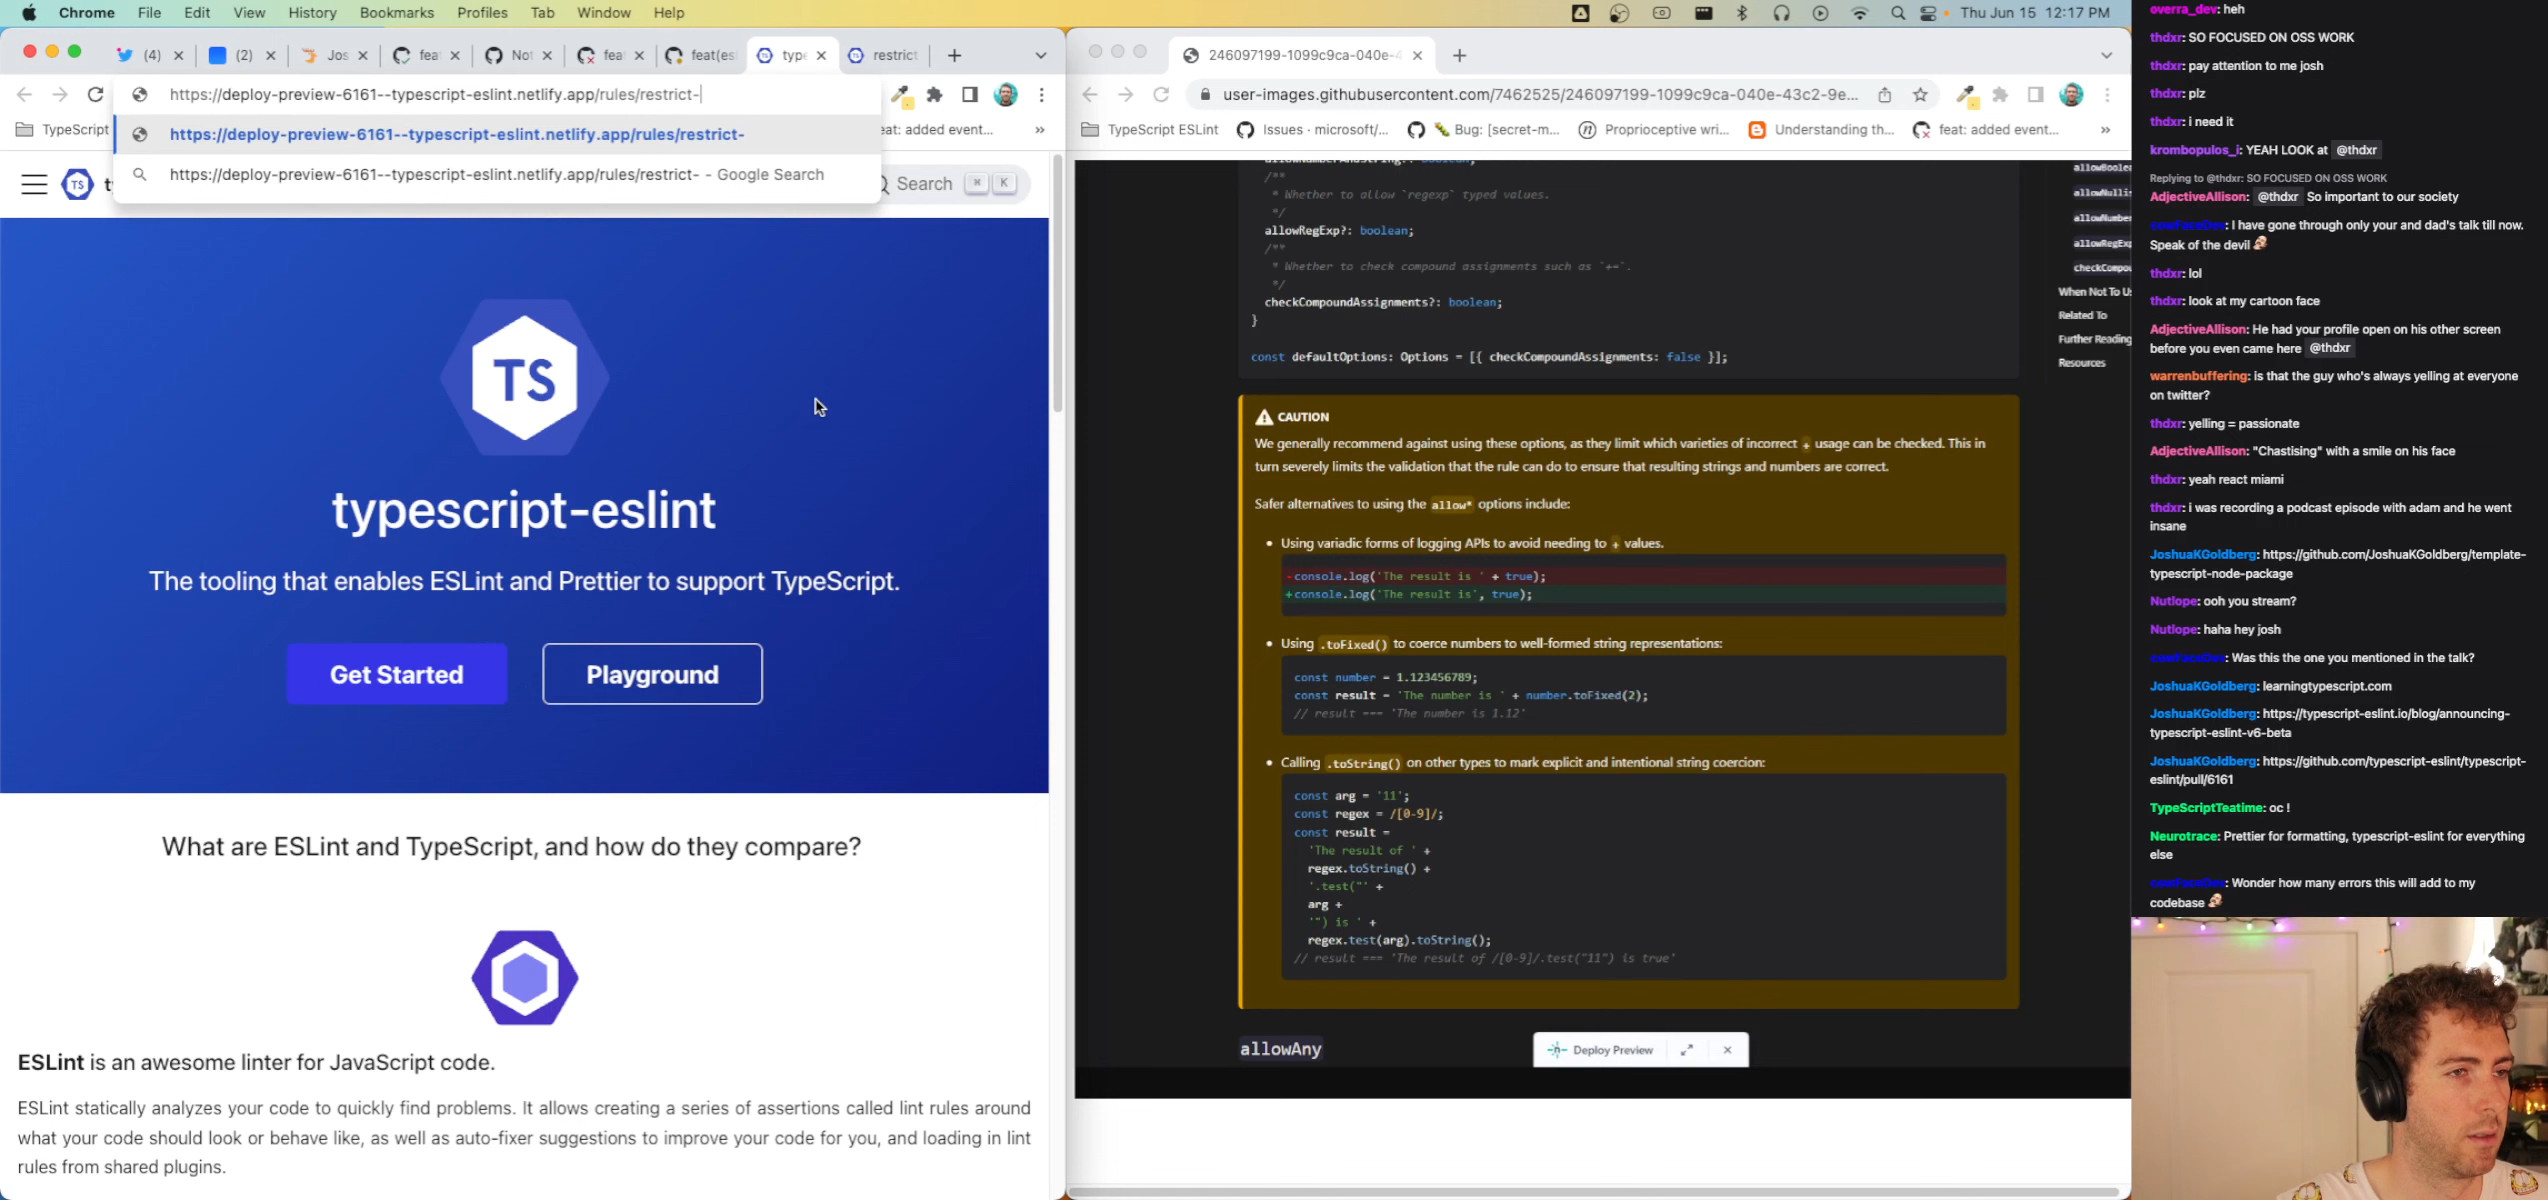 Chrome File Edit View History Bookmarks Profiles Tab Window Help
Thu Jun 15 12:17 PM
(4) (2) Jos feat Not feat feat(es type restrict
246097199-1099c9ca-040e-4
https://deploy-preview-6161--typescript-eslint.netlify.app/rules/restrict-
user-images.githubusercontent.com/7462525/246097199-1099c9ca-040e-43c2-9e...
TypeScript
https://deploy-preview-6161--typescript-eslint.netlify.app/rules/restrict-
eat: added event... »
TypeScript ESLint Issues · microsoft/... Bug: [secret-m... Proprioceptive wri... Understanding th... feat: added event... »
https://deploy-preview-6161--typescript-eslint.netlify.app/rules/restrict- - Google Search
TS
Search ⌘ K
TS
typescript-eslint
The tooling that enables ESLint and Prettier to support TypeScript.
Get Started
Playground
What are ESLint and TypeScript, and how do they compare?
ESLint is an awesome linter for JavaScript code.
ESLint statically analyzes your code to quickly find problems. It allows creating a series of assertions called lint rules around
what your code should look or behave like, as well as auto-fixer suggestions to improve your code for you, and loading in lint
rules from shared plugins.
allowNumberAndString?: boolean;
/**
* Whether to allow `regexp` typed values.
*/
allowRegExp?: boolean;
/**
* Whether to check compound assignments such as `+=`.
*/
checkCompoundAssignments?: boolean;
}
const defaultOptions: Options = [{ checkCompoundAssignments: false }];
allowBoolea
allowNullis
allowNumber
allowRegExp
checkCompou
When Not To Us
Related To
Further Reading
Resources
CAUTION
We generally recommend against using these options, as they limit which varieties of incorrect + usage can be checked. This in
turn severely limits the validation that the rule can do to ensure that resulting strings and numbers are correct.
Safer alternatives to using the allow* options include:
• Using variadic forms of logging APIs to avoid needing to + values.
-console.log('The result is ' + true);
+console.log('The result is', true);
• Using .toFixed() to coerce numbers to well-formed string representations:
const number = 1.123456789;
const result = 'The number is ' + number.toFixed(2);
// result === 'The number is 1.12'
• Calling .toString() on other types to mark explicit and intentional string coercion:
const arg = '11';
const regex = /[0-9]/;
const result =
'The result of ' +
regex.toString() +
'.test("' +
arg +
'") is ' +
regex.test(arg).toString();
// result === 'The result of /[0-9]/.test("11") is true'
allowAny
Deploy Preview
overra_dev: heh
thdxr: SO FOCUSED ON OSS WORK
thdxr: pay attention to me josh
thdxr: plz
thdxr: i need it
krombopulos_i: YEAH LOOK at @thdxr
Replying to @thdxr: SO FOCUSED ON OSS WORK
AdjectiveAllison: @thdxr So important to our society
cowFaceDev: I have gone through only your and dad's talk till now.
Speak of the devil
thdxr: lol
thdxr: look at my cartoon face
AdjectiveAllison: He had your profile open on his other screen
before you even came here @thdxr
warrenbuffering: is that the guy who's always yelling at everyone
on twitter?
thdxr: yelling = passionate
AdjectiveAllison: "Chastising" with a smile on his face
thdxr: yeah react miami
thdxr: i was recording a podcast episode with adam and he went
insane
JoshuaKGoldberg: https://github.com/JoshuaKGoldberg/template-
typescript-node-package
Nutlope: ooh you stream?
Nutlope: haha hey josh
cowFaceDev: Was this the one you mentioned in the talk?
JoshuaKGoldberg: learningtypescript.com
JoshuaKGoldberg: https://typescript-eslint.io/blog/announcing-
typescript-eslint-v6-beta
JoshuaKGoldberg: https://github.com/typescript-eslint/typescript-
eslint/pull/6161
TypeScriptTeatime: oc !
Neurotrace: Prettier for formatting, typescript-eslint for everything
else
cowFaceDev: Wonder how many errors this will add to my
codebase